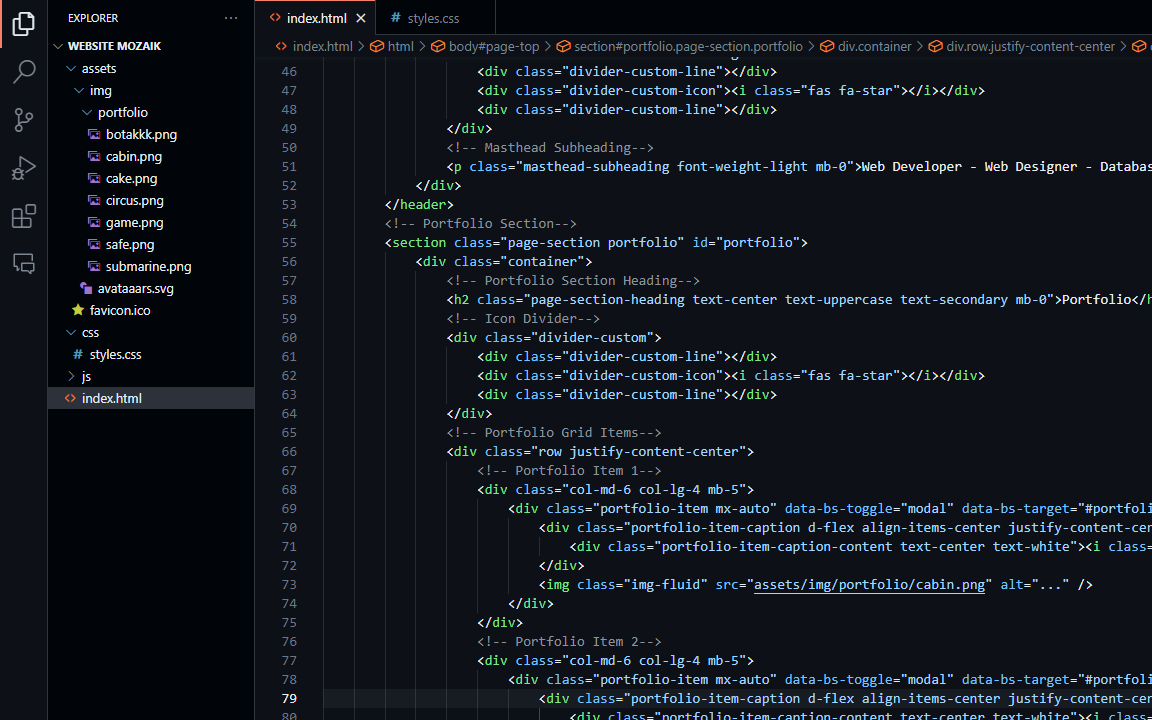 EXPLORER
WEBSITE MOZAIK
assets
img
portfolio
botakkk.png
cabin.png
cake.png
circus.png
game.png
safe.png
submarine.png
avataaars.svg
favicon.ico
css
# styles.css
js
<> index.html
<> index.html
# styles.css
<> index.html > html > body#page-top > section#portfolio.page-section.portfolio > div.container > div.row.justify-content-center >
46 <div class="divider-custom-line"></div>
47 <div class="divider-custom-icon"><i class="fas fa-star"></i></div>
48 <div class="divider-custom-line"></div>
49 </div>
50 <!-- Masthead Subheading-->
51 <p class="masthead-subheading font-weight-light mb-0">Web Developer - Web Designer - Databas
52 </div>
53 </header>
54 <!-- Portfolio Section-->
55 <section class="page-section portfolio" id="portfolio">
56 <div class="container">
57 <!-- Portfolio Section Heading-->
58 <h2 class="page-section-heading text-center text-uppercase text-secondary mb-0">Portfolio</h
59 <!-- Icon Divider-->
60 <div class="divider-custom">
61 <div class="divider-custom-line"></div>
62 <div class="divider-custom-icon"><i class="fas fa-star"></i></div>
63 <div class="divider-custom-line"></div>
64 </div>
65 <!-- Portfolio Grid Items-->
66 <div class="row justify-content-center">
67 <!-- Portfolio Item 1-->
68 <div class="col-md-6 col-lg-4 mb-5">
69 <div class="portfolio-item mx-auto" data-bs-toggle="modal" data-bs-target="#portfoli
70 <div class="portfolio-item-caption d-flex align-items-center justify-content-cen
71 <div class="portfolio-item-caption-content text-center text-white"><i class=
72 </div>
73 <img class="img-fluid" src="assets/img/portfolio/cabin.png" alt="..." />
74 </div>
75 </div>
76 <!-- Portfolio Item 2-->
77 <div class="col-md-6 col-lg-4 mb-5">
78 <div class="portfolio-item mx-auto" data-bs-toggle="modal" data-bs-target="#portfoli
79 <div class="portfolio-item-caption d-flex align-items-center justify-content-cen
80 <div class="portfolio-item-caption-content text-center text-white"><i class=